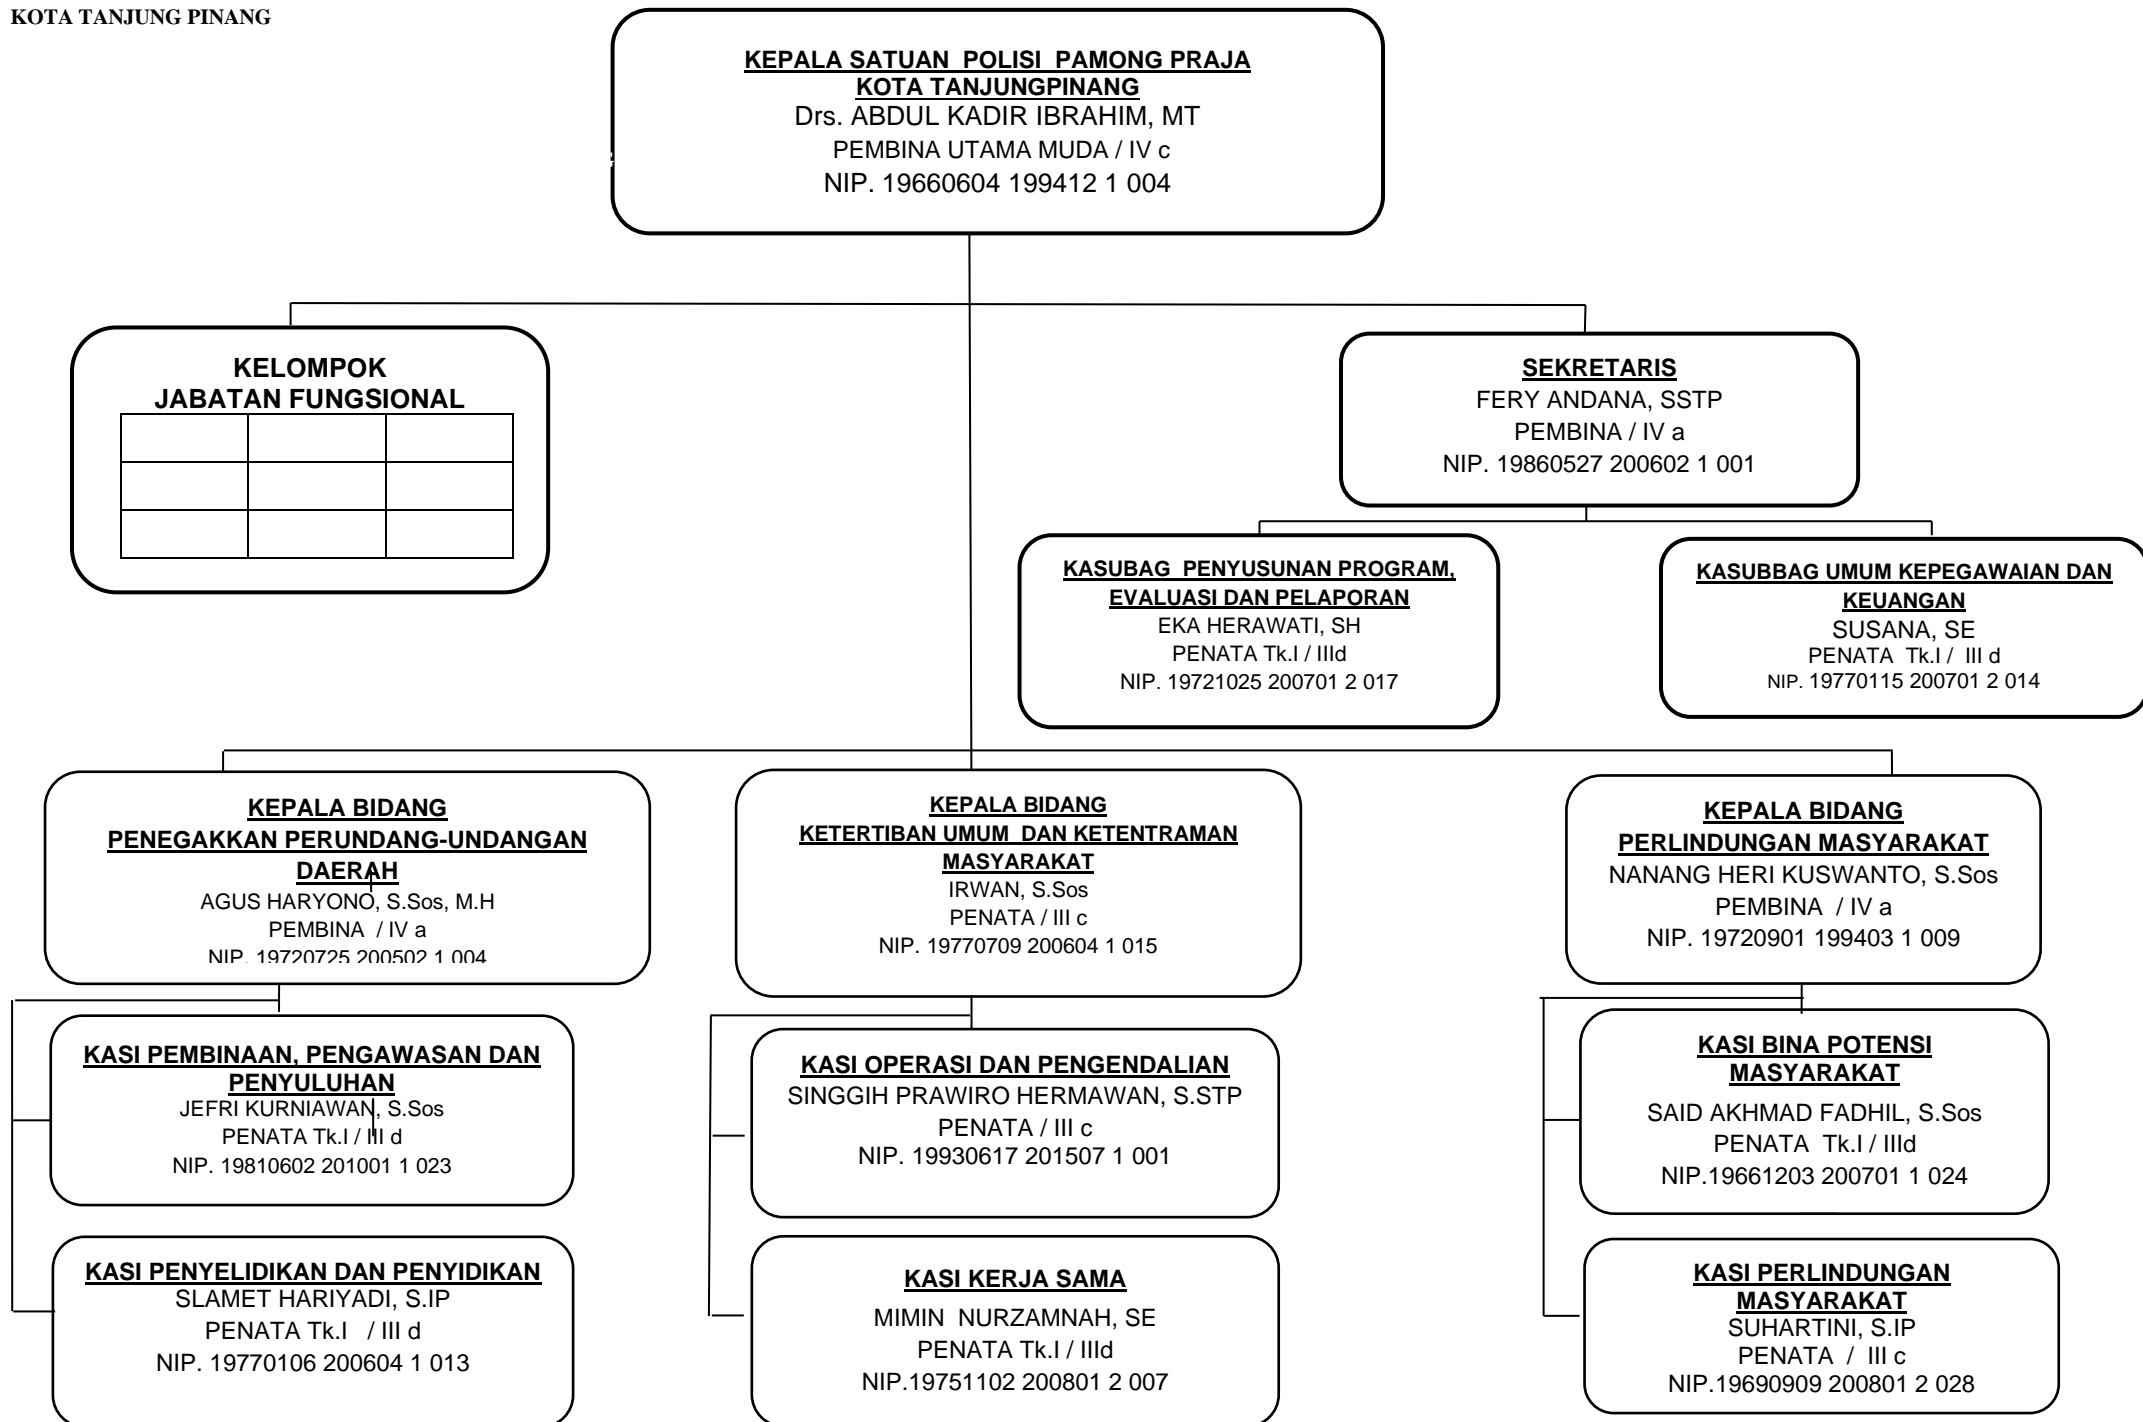 KOTA TANJUNG PINANG
KEPALA SATUAN  POLISI  PAMONG PRAJA
KOTA TANJUNGPINANG
Drs. ABDUL KADIR IBRAHIM, MT
PEMBINA UTAMA MUDA / IV c
NIP. 19660604 199412 1 004
KELOMPOK
JABATAN FUNGSIONAL
SEKRETARIS
FERY ANDANA, SSTP
PEMBINA / IV a
NIP. 19860527 200602 1 001
KASUBAG  PENYUSUNAN PROGRAM,
EVALUASI DAN PELAPORAN
EKA HERAWATI, SH
PENATA Tk.I / IIId
NIP. 19721025 200701 2 017
KASUBBAG UMUM KEPEGAWAIAN DAN
KEUANGAN
SUSANA, SE
PENATA  Tk.I /  III d
NIP. 19770115 200701 2 014
KEPALA BIDANG
PENEGAKKAN PERUNDANG-UNDANGAN
DAERAH
AGUS HARYONO, S.Sos, M.H
PEMBINA  / IV a
NIP. 19720725 200502 1 004
KEPALA BIDANG
KETERTIBAN UMUM  DAN KETENTRAMAN
MASYARAKAT
IRWAN, S.Sos
PENATA / III c
NIP. 19770709 200604 1 015
KEPALA BIDANG
PERLINDUNGAN MASYARAKAT
NANANG HERI KUSWANTO, S.Sos
PEMBINA  / IV a
NIP. 19720901 199403 1 009
KASI PEMBINAAN, PENGAWASAN DAN
PENYULUHAN
JEFRI KURNIAWAN, S.Sos
PENATA Tk.I / III d
NIP. 19810602 201001 1 023
KASI OPERASI DAN PENGENDALIAN
SINGGIH PRAWIRO HERMAWAN, S.STP
PENATA / III c
NIP. 19930617 201507 1 001
KASI BINA POTENSI
MASYARAKAT
SAID AKHMAD FADHIL, S.Sos
PENATA  Tk.I / IIId
NIP.19661203 200701 1 024
KASI PENYELIDIKAN DAN PENYIDIKAN
SLAMET HARIYADI, S.IP
PENATA Tk.I   / III d
NIP. 19770106 200604 1 013
KASI KERJA SAMA
MIMIN  NURZAMNAH, SE
PENATA Tk.I / IIId
NIP.19751102 200801 2 007
KASI PERLINDUNGAN
MASYARAKAT
SUHARTINI, S.IP
PENATA  /  III c
NIP.19690909 200801 2 028